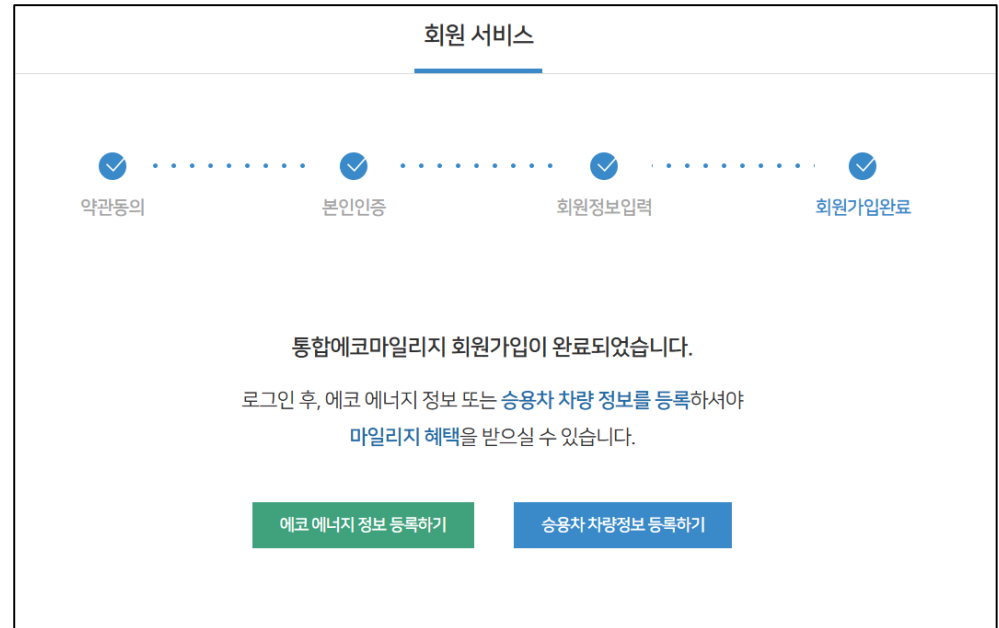 회원 서비스
약관동의
본인인증
회원정보입력
회원가입완료
통합에코마일리지 회원가입이 완료되었습니다.
로그인 후, 에코 에너지 정보 또는 승용차 차량 정보를 등록하셔야
마일리지 혜택을 받으실 수 있습니다.
에코 에너지 정보 등록하기
승용차 차량정보 등록하기